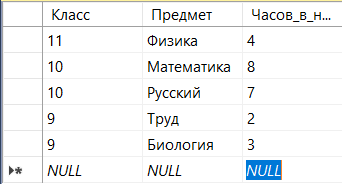 Класс Предмет Часов_в_н...
11 Физика 4
10 Математика 8
10 Русский 7
9 Труд 2
9 Биология 3
NULL NULL NULL